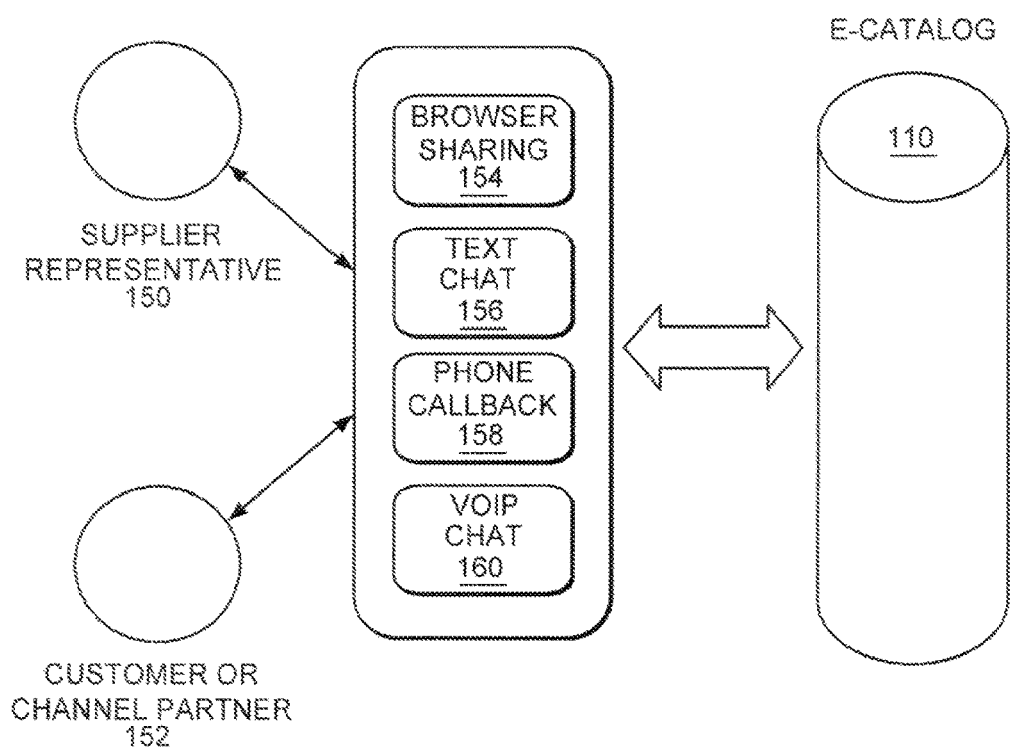 E-CATALOG
110
BROWSER
SHARING
154
TEXT
CHAT
156
PHONE
CALLBACK
158
VOIP
CHAT
160
SUPPLIER
REPRESENTATIVE
150
CUSTOMER OR
CHANNEL PARTNER
152